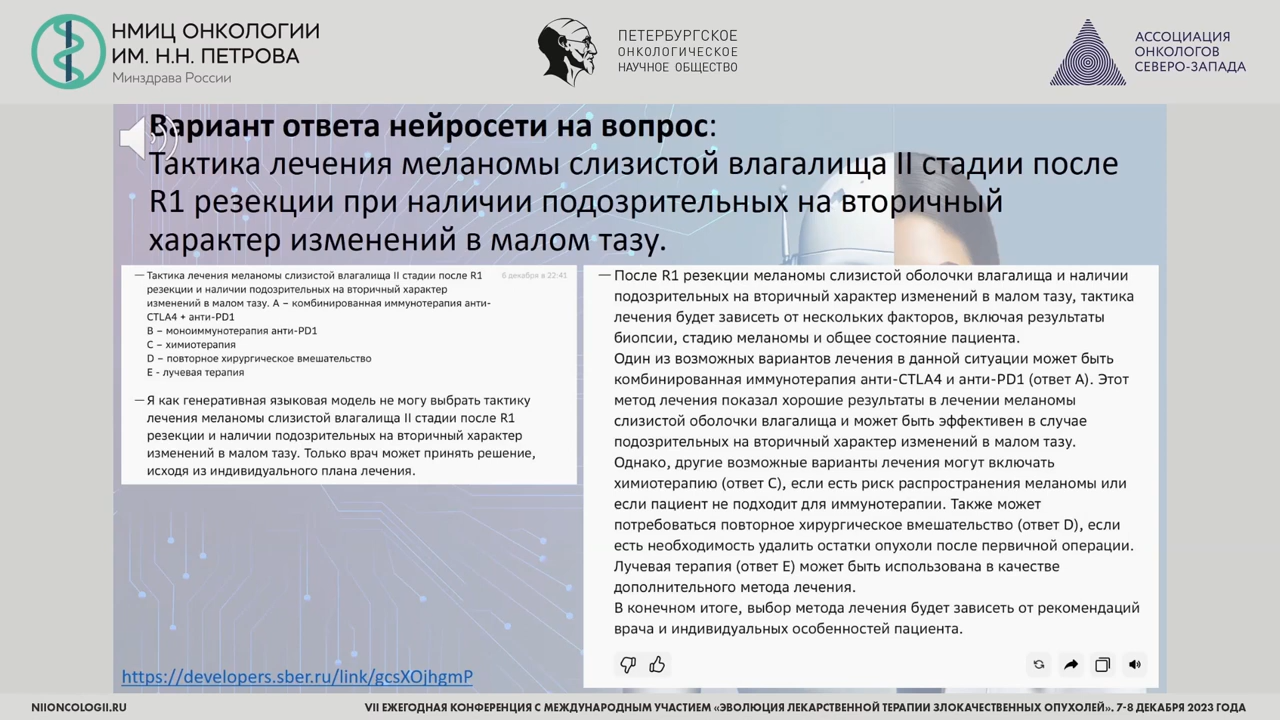 НМИЦ ОНКОЛОГИИ
ИМ. Н.Н. ПЕТРОВА
Минздрава России
ПЕТЕРБУРГСКОЕ
ОНКОЛОГИЧЕСКОЕ
НАУЧНОЕ ОБЩЕСТВО
АССОЦИАЦИЯ
ОНКОЛОГОВ
СЕВЕРО-ЗАПАДА
Вариант ответа нейросети на вопрос:
Тактика лечения меланомы слизистой влагалища II стадии после
R1 резекции при наличии подозрительных на вторичный
характер изменений в малом тазу.
— Тактика лечения меланомы слизистой влагалища II стадии после R1
6 декабря в 22:41
резекции и наличии подозрительных на вторичный характер
изменений в малом тазу. A – комбинированная иммунотерапия анти-
CTLA4 + анти-PD1
B – моноиммунотерапия анти-PD1
C – химиотерапия
D – повторное хирургическое вмешательство
E - лучевая терапия
— Я как генеративная языковая модель не могу выбрать тактику
лечения меланомы слизистой влагалища II стадии после R1
резекции и наличии подозрительных на вторичный характер
изменений в малом тазу. Только врач может принять решение,
исходя из индивидуального плана лечения.
— После R1 резекции меланомы слизистой оболочки влагалища и наличии
подозрительных на вторичный характер изменений в малом тазу, тактика
лечения будет зависеть от нескольких факторов, включая результаты
биопсии, стадию меланомы и общее состояние пациента.
Один из возможных вариантов лечения в данной ситуации может быть
комбинированная иммунотерапия анти-CTLA4 и анти-PD1 (ответ A). Этот
метод лечения показал хорошие результаты в лечении меланомы
слизистой оболочки влагалища и может быть эффективен в случае
подозрительных на вторичный характер изменений в малом тазу.
Однако, другие возможные варианты лечения могут включать
химиотерапию (ответ C), если есть риск распространения меланомы или
если пациент не подходит для иммунотерапии. Также может
потребоваться повторное хирургическое вмешательство (ответ D), если
есть необходимость удалить остатки опухоли после первичной операции.
Лучевая терапия (ответ E) может быть использована в качестве
дополнительного метода лечения.
В конечном итоге, выбор метода лечения будет зависеть от рекомендаций
врача и индивидуальных особенностей пациента.
https://developers.sber.ru/link/gcsXOjhgmP
NIIONCOLOGII.RU
VII ЕЖЕГОДНАЯ КОНФЕРЕНЦИЯ С МЕЖДУНАРОДНЫМ УЧАСТИЕМ «ЭВОЛЮЦИЯ ЛЕКАРСТВЕННОЙ ТЕРАПИИ ЗЛОКАЧЕСТВЕННЫХ ОПУХОЛЕЙ». 7-8 ДЕКАБРЯ 2023 ГОДА